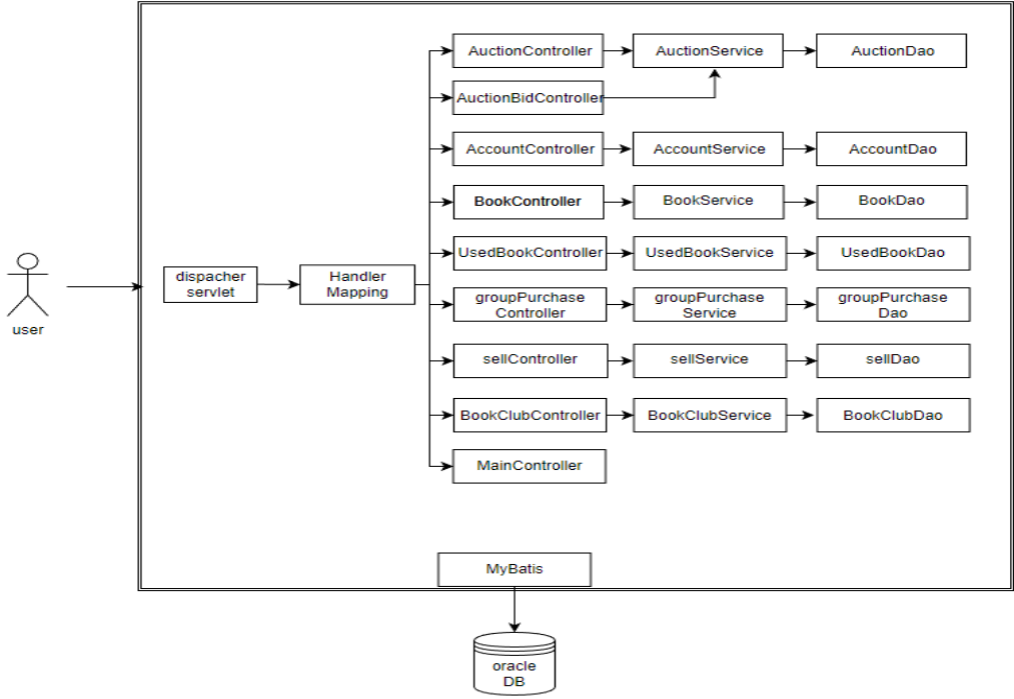 AuctionController
AuctionService
AuctionDao
AuctionBidController
AccountController
AccountService
AccountDao
BookController
BookService
BookDao
UsedBookController
UsedBookService
UsedBookDao
user
dispacher
servlet
Handler
Mapping
groupPurchase
Controller
groupPurchase
Service
groupPurchase
Dao
sellController
sellService
sellDao
BookClubController
BookClubService
BookClubDao
MainController
MyBatis
oracle
DB